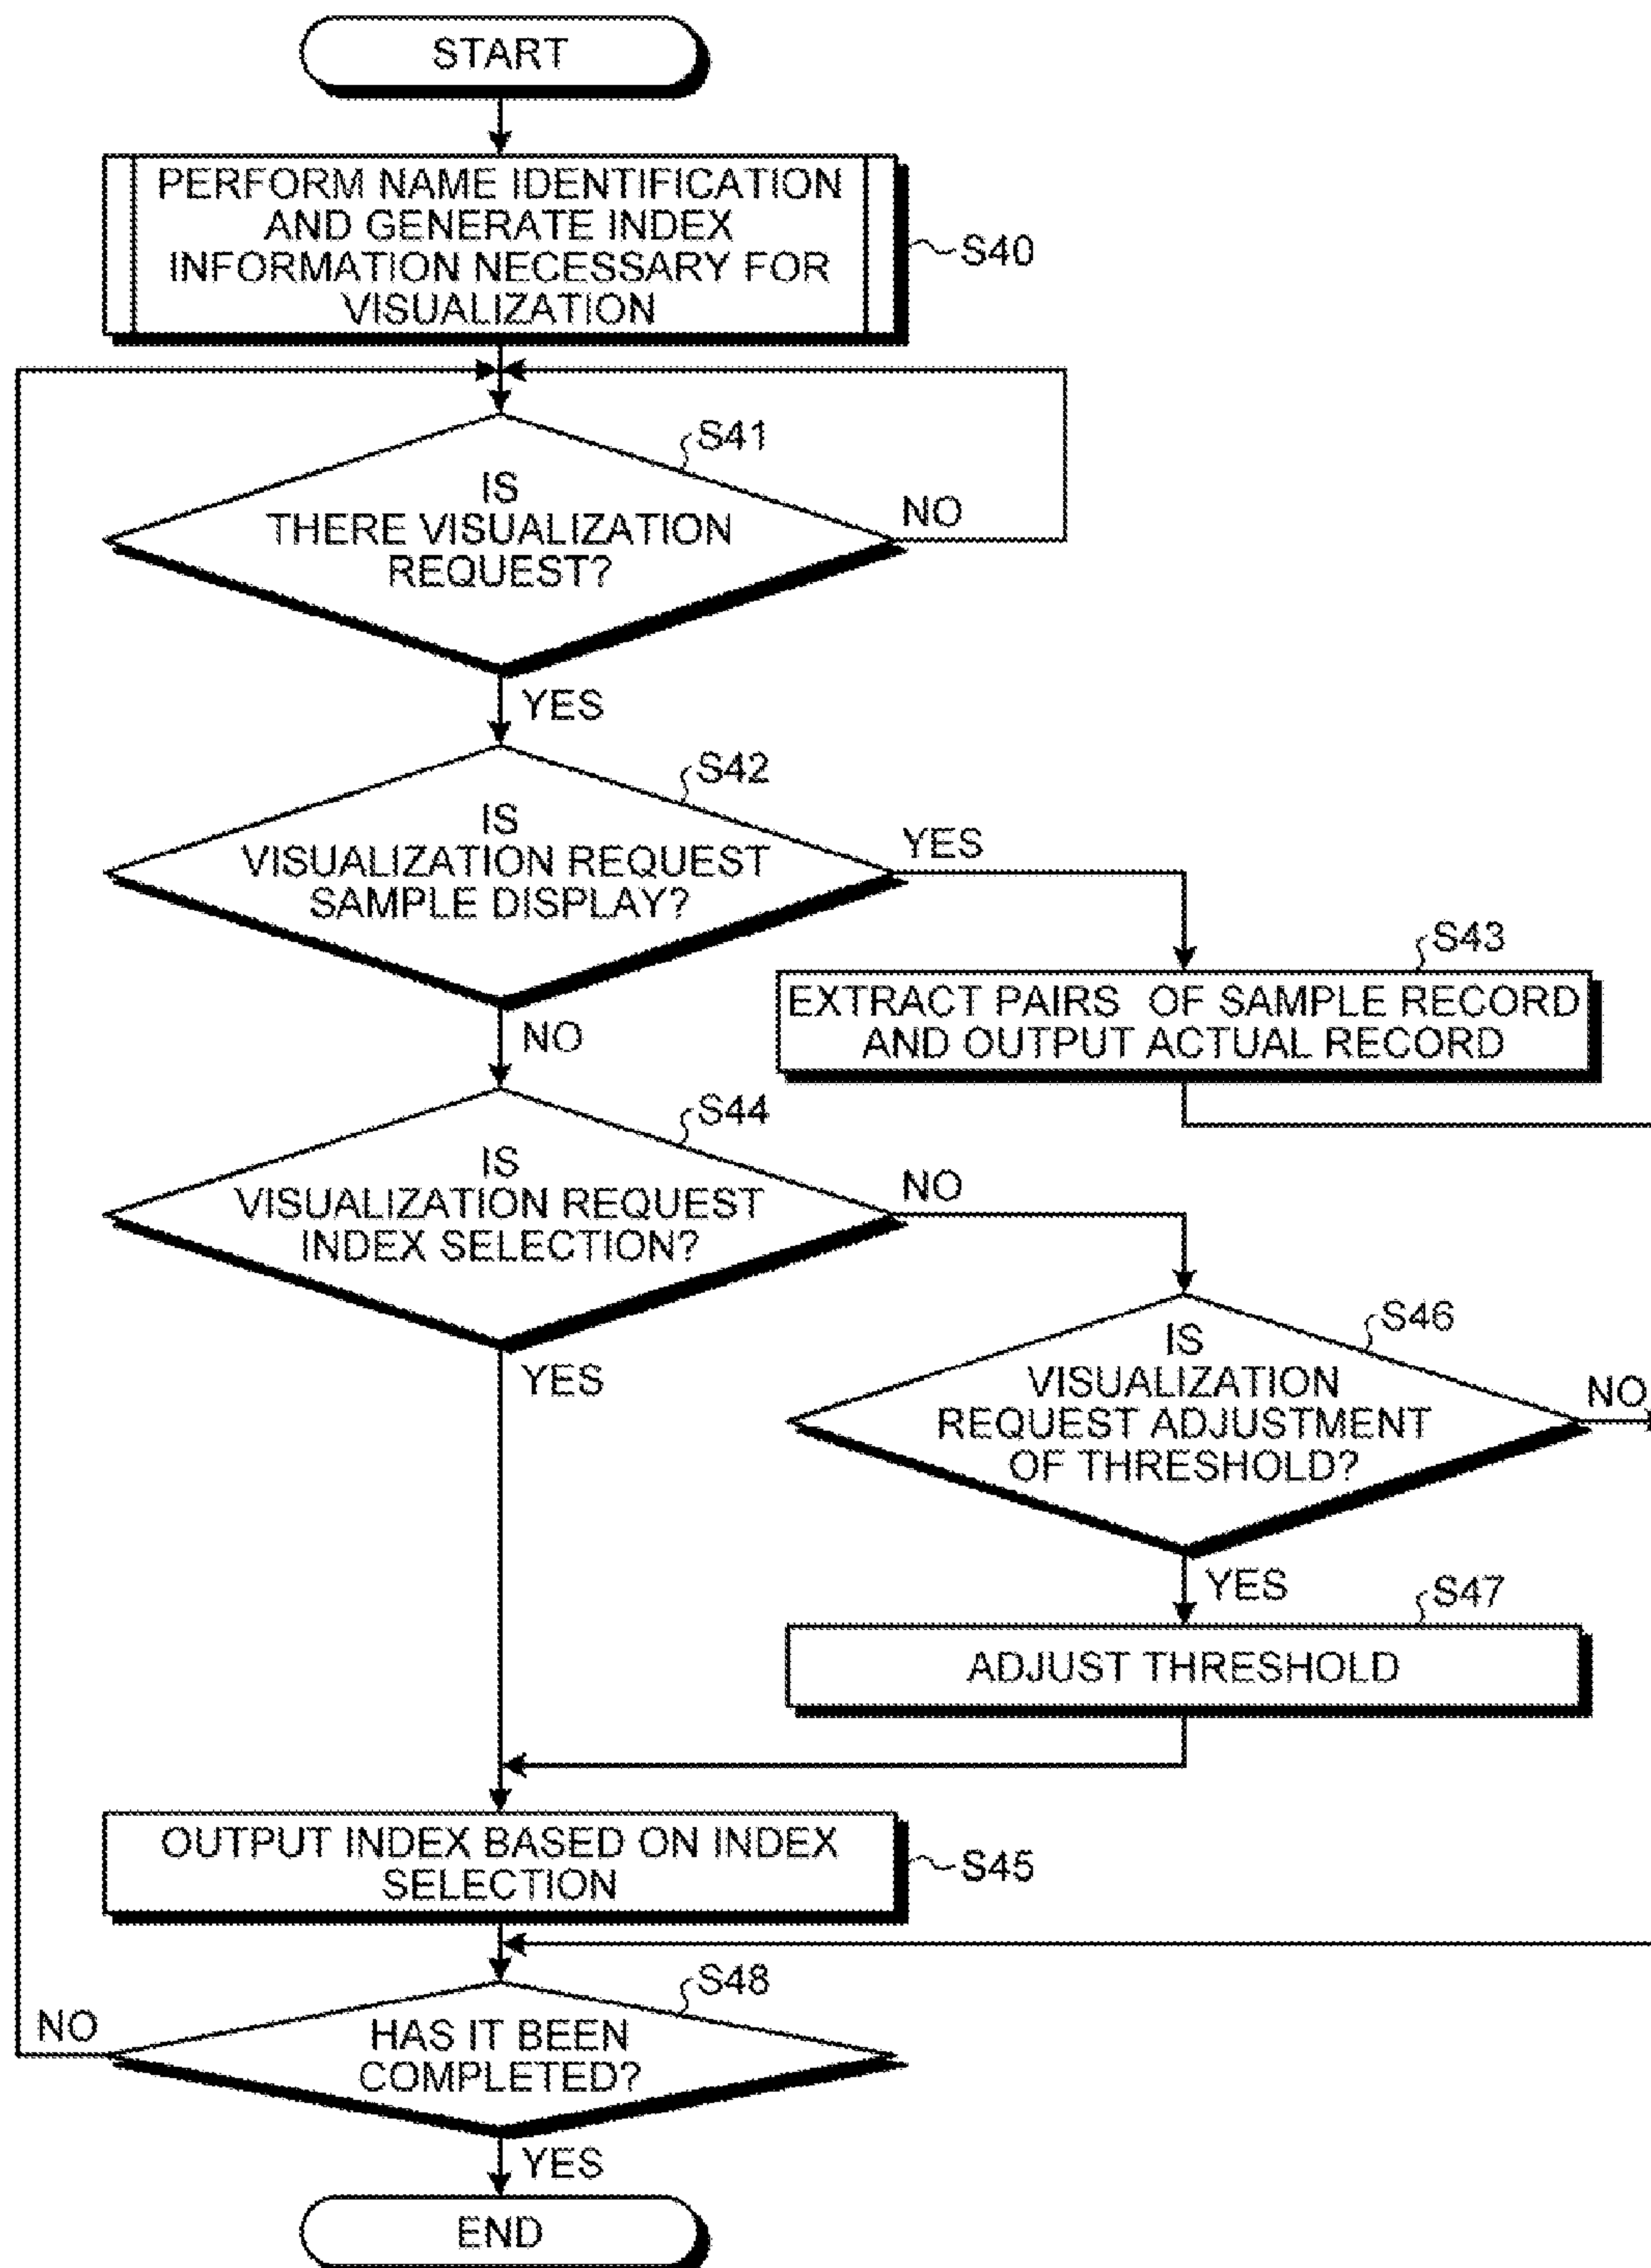 START
PERFORM NAME IDENTIFICATION
AND GENERATE INDEX
INFORMATION NECESSARY FOR
VISUALIZATION
S40
S41
IS
THERE VISUALIZATION
REQUEST?
NO
YES
S42
IS
VISUALIZATION REQUEST
SAMPLE DISPLAY?
YES
NO
S43
EXTRACT PAIRS OF SAMPLE RECORD
AND OUTPUT ACTUAL RECORD
S44
IS
VISUALIZATION REQUEST
INDEX SELECTION?
NO
YES
S46
IS
VISUALIZATION
REQUEST ADJUSTMENT
OF THRESHOLD?
NO
YES
S47
ADJUST THRESHOLD
OUTPUT INDEX BASED ON INDEX
SELECTION
S45
S48
HAS IT BEEN
COMPLETED?
NO
YES
END